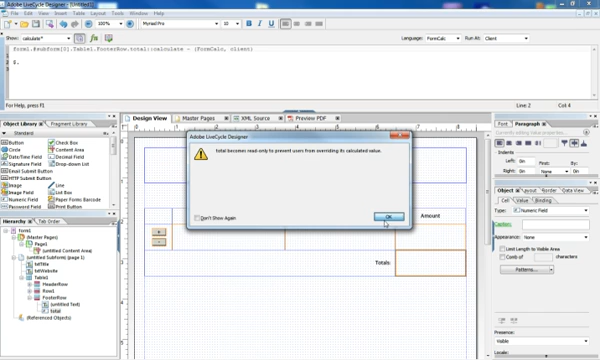 Adobe LiveCycle Designer - [Untitled1]
File Edit View Insert Table Layout Tools Window Help
100% Myriad Pro 10 B I U
Show: calculate* Language: FormCalc Run At: Client
form1.#subform[0].Table1.FooterRow.total::calculate - (FormCalc, client)
For Help, press F1 Line: 2 Col: 4
Object Library Fragment Library
Standard
Button Check Box
Circle Content Area
Date/Time Field Decimal Field
Signature Field Drop-down List
Email Submit Button
HTTP Submit Button
Image Line
Image Field List Box
Numeric Field Paper Forms Barcode
Password Field Print Button
Hierarchy Tab Order
form1
(Master Pages)
Page1
(untitled Content Area)
(untitled Subform) (page 1)
txtTitle
txtWebsite
Table1
HeaderRow
Row1
FooterRow
(untitled Text)
total
(Referenced Objects)
Design View Master Pages XML Source Preview PDF
Adobe LiveCycle Designer
total becomes read-only to prevent users from overriding its calculated value.
Don't Show Again OK
Amount
Totals:
Font Paragraph
Currently editing Value properties...
Indents
Left: 0in First: By:
Right: 0in None 0in
Object Layout Border Data View
Cell Value Binding
Type: Numeric Field
Caption:
Appearance: None
Limit Length to Visible Area
Comb of characters
Patterns...
Presence:
Visible
Locale: